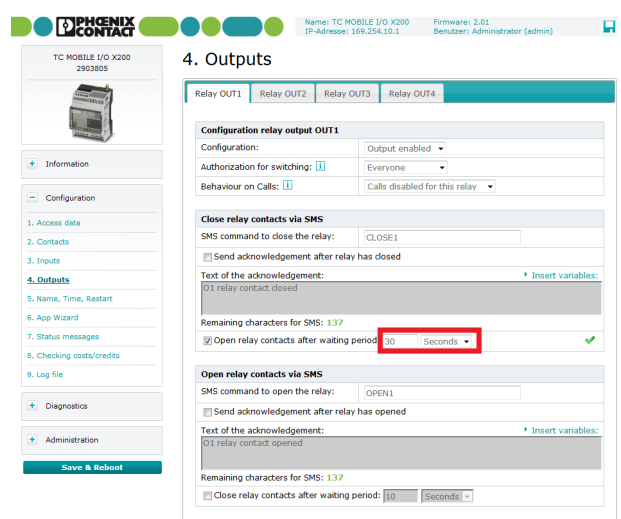 PHŒNIX
CONTACT
Name: TC MOBILE I/O X200
IP-Adresse: 169.254.10.1
Firmware: 2.01
Benutzer: Administrator (admin)
TC MOBILE I/O X200
2903805
+ Information
− Configuration
1. Access data
2. Contacts
3. Inputs
4. Outputs
5. Name, Time, Restart
6. App Wizard
7. Status messages
8. Checking costs/credits
9. Log file
+ Diagnostics
+ Administration
Save & Reboot
4. Outputs
Relay OUT1 Relay OUT2 Relay OUT3 Relay OUT4
Configuration relay output OUT1
Configuration: Output enabled
Authorization for switching: i Everyone
Behaviour on Calls: i Calls disabled for this relay
Close relay contacts via SMS
SMS command to close the relay: CLOSE1
Send acknowledgement after relay has closed
Text of the acknowledgement: Insert variables:
O1 relay contact closed
Remaining characters for SMS: 137
Open relay contacts after waiting period: 30 Seconds
Open relay contacts via SMS
SMS command to open the relay: OPEN1
Send acknowledgement after relay has opened
Text of the acknowledgement: Insert variables:
O1 relay contact opened
Remaining characters for SMS: 137
Close relay contacts after waiting period: 10 Seconds